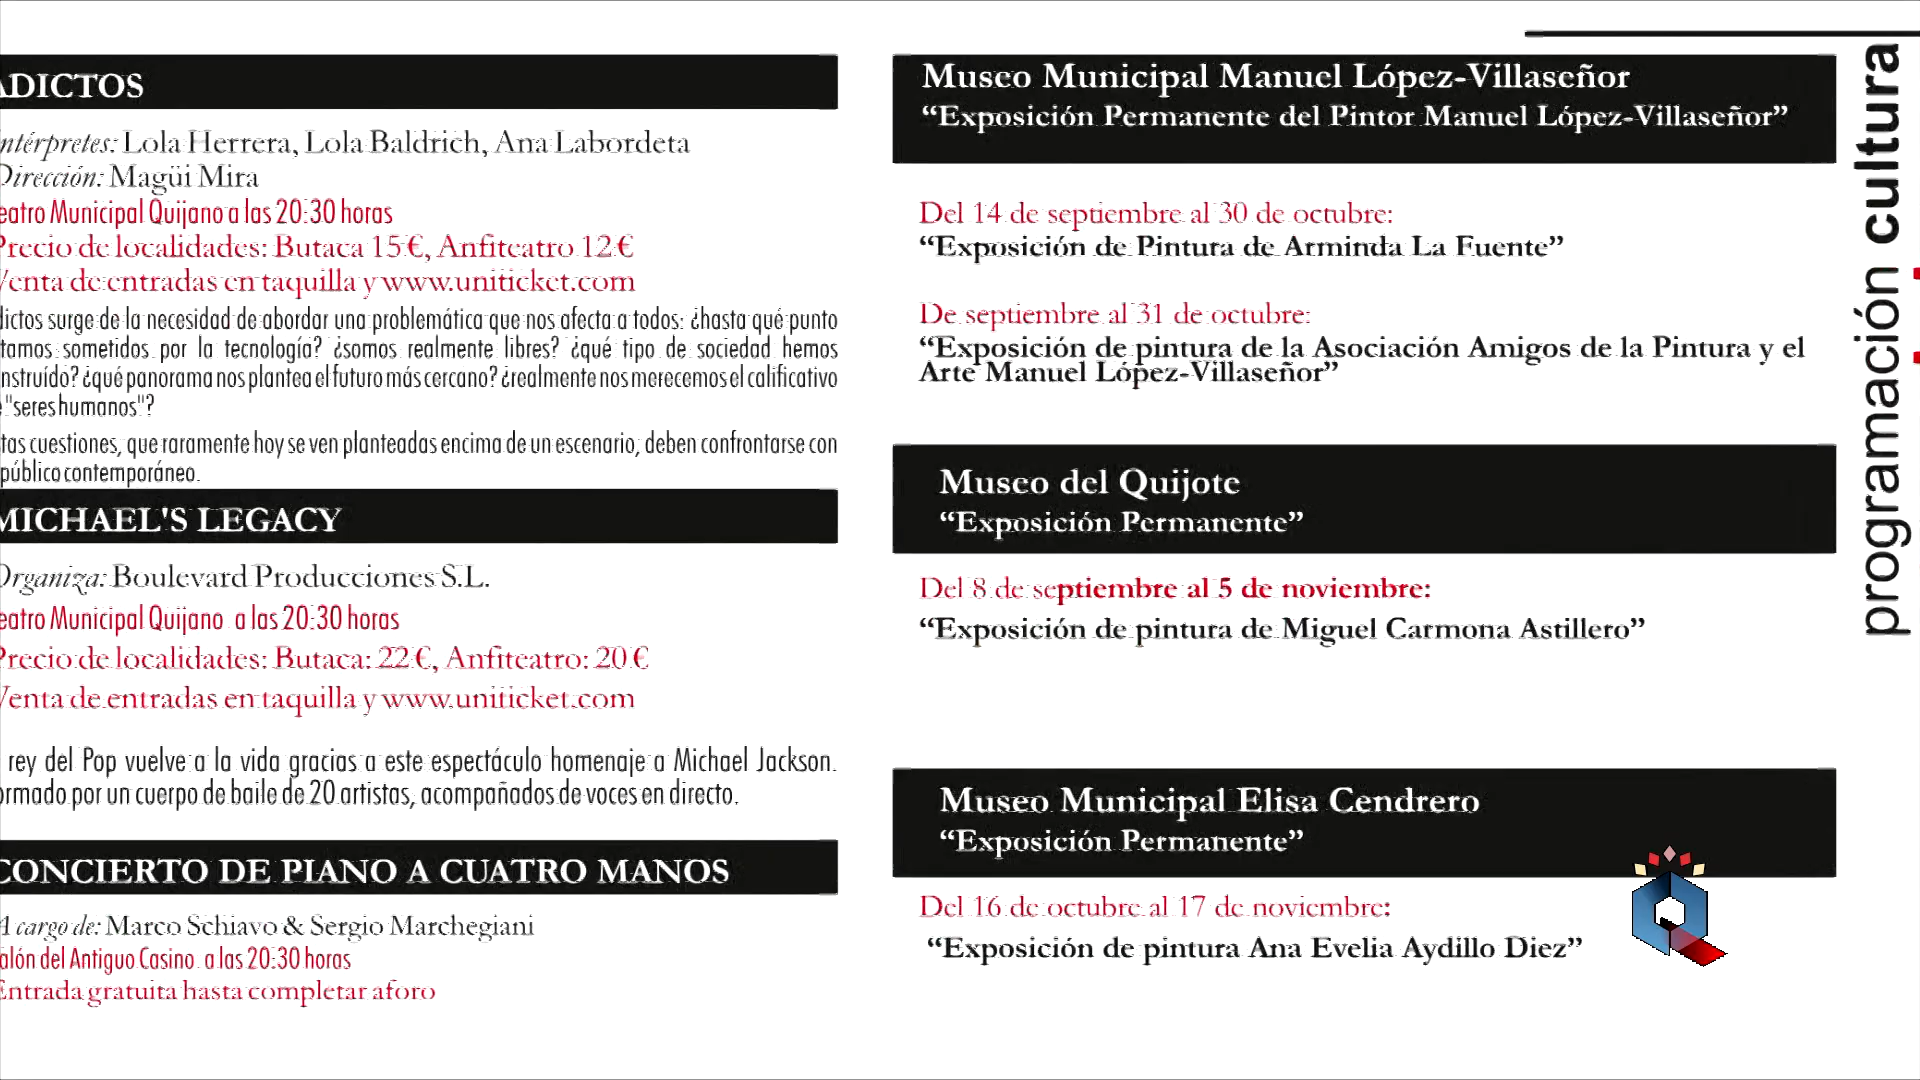 ADICTOS
Intérpretes: Lola Herrera, Lola Baldrich, Ana Labordeta
Dirección: Magüi Mira
eatro Municipal Quijano a las 20:30 horas
Precio de localidades: Butaca 15 €, Anfiteatro 12 €
Venta de entradas en taquilla y www.uniticket.com
dictos surge de la necesidad de abordar una problemática que nos afecta a todos: ¿hasta qué punto
tamos sometidos por la tecnología? ¿somos realmente libres? ¿qué tipo de sociedad hemos
nstruído? ¿qué panorama nos plantea el futuro más cercano? ¿realmente nos merecemos el calificativo
"seres humanos"?
tas cuestiones, que raramente hoy se ven planteadas encima de un escenario, deben confrontarse con
público contemporáneo.
MICHAEL'S LEGACY
Organiza: Boulevard Producciones S.L.
eatro Municipal Quijano a las 20:30 horas
Precio de localidades: Butaca: 22 €, Anfiteatro: 20 €
Venta de entradas en taquilla y www.uniticket.com
rey del Pop vuelve a la vida gracias a este espectáculo homenaje a Michael Jackson.
ormado por un cuerpo de baile de 20 artistas, acompañados de voces en directo.
CONCIERTO DE PIANO A CUATRO MANOS
A cargo de: Marco Schiavo & Sergio Marchegiani
alón del Antiguo Casino a las 20:30 horas
Entrada gratuita hasta completar aforo
Museo Municipal Manuel López-Villaseñor
“Exposición Permanente del Pintor Manuel López-Villaseñor”
Del 14 de septiembre al 30 de octubre:
“Exposición de Pintura de Arminda La Fuente”
De septiembre al 31 de octubre:
“Exposición de pintura de la Asociación Amigos de la Pintura y el
Arte Manuel López-Villaseñor”
Museo del Quijote
“Exposición Permanente”
Del 8 de septiembre al 5 de noviembre:
“Exposición de pintura de Miguel Carmona Astillero”
Museo Municipal Elisa Cendrero
“Exposición Permanente”
Del 16 de octubre al 17 de noviembre:
“Exposición de pintura Ana Evelia Aydillo Diez”
programación cultura